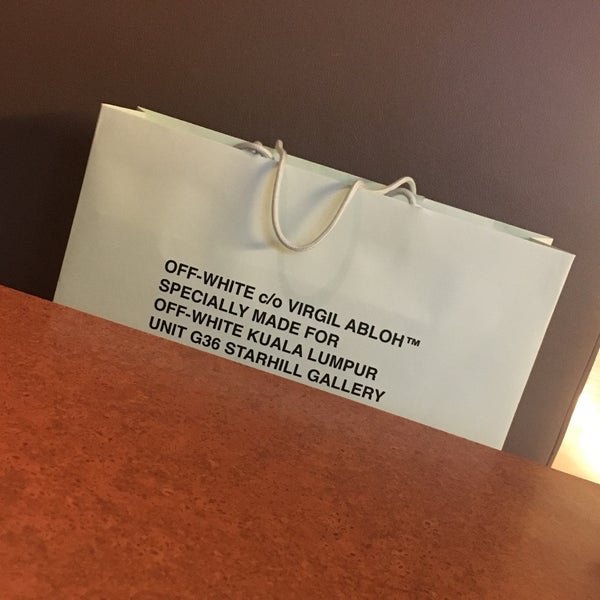 OFF-WHITE c/o VIRGIL ABLOH™
SPECIALLY MADE FOR
OFF-WHITE KUALA LUMPUR
UNIT G36 STARHILL GALLERY